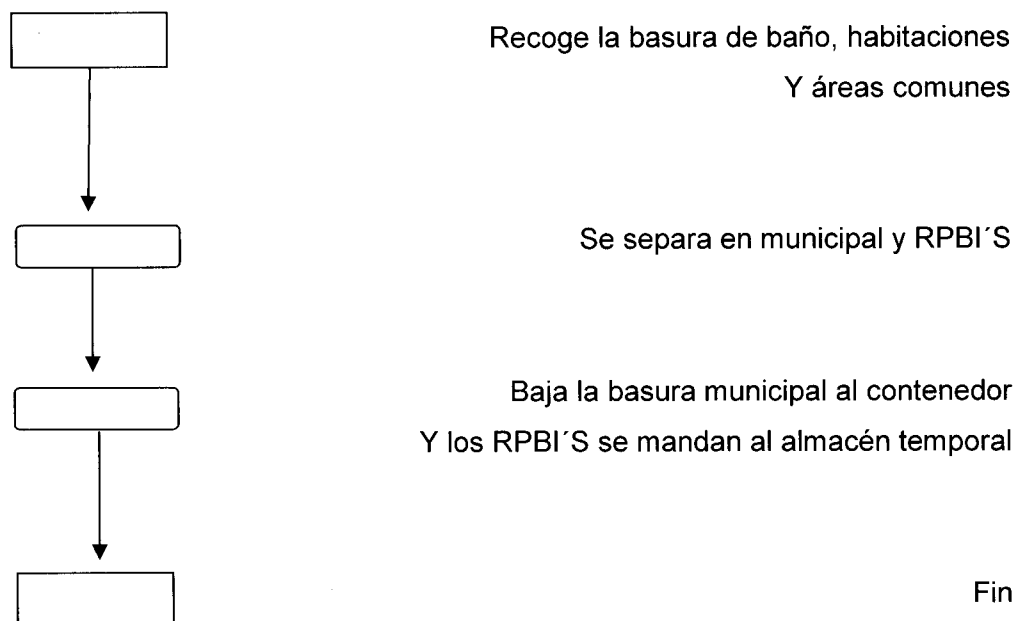 Recoge la basura de baño, habitaciones
Y áreas comunes
Se separa en municipal y RPBI´S
Baja la basura municipal al contenedor
Y los RPBI´S se mandan al almacén temporal
Fin